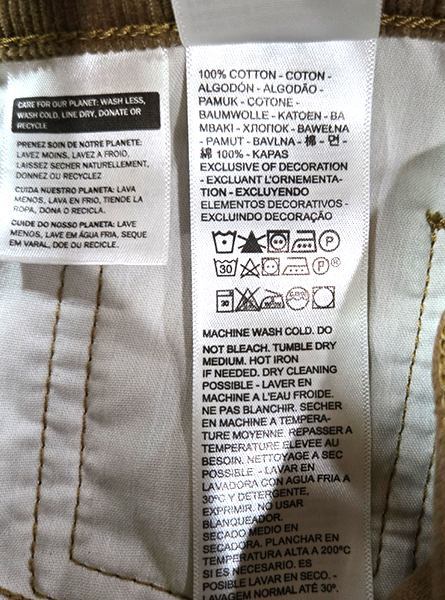 CARE FOR OUR PLANET: WASH LESS,
WASH COLD, LINE DRY, DONATE OR
RECYCLE
PRENEZ SOIN DE NOTRE PLANETE:
LAVEZ MOINS, LAVEZ A FROID,
LAISSEZ SECHER NATURELLEMENT,
DONNEZ OU RECYCLEZ
CUIDA NUESTRO PLANETA: LAVA
MENOS, LAVA EN FRIO, TIENDE LA
ROPA, DONA O RECICLA.
CUIDE DO NOSSO PLANETA: LAVE
MENOS, LAVE EM ÁGUA FRIA, SEQUE
EM VARAL, DOE OU RECICLE.
100% COTTON - COTON -
ALGODÓN - ALGODÃO -
PAMUK - COTONE -
BAUMWOLLE - KATOEN - BA
MBAKI - ХЛОПОК - BAWEŁNA
- PAMUT - BAVLNA - 棉 - 면 -
綿 100% - KAPAS
EXCLUSIVE OF DECORATION
- EXCLUANT L'ORNEMENTA-
TION - EXCLUYENDO
ELEMENTOS DECORATIVOS -
EXCLUINDO DECORAÇÃO
P
30 P
30
MACHINE WASH COLD. DO
NOT BLEACH. TUMBLE DRY
MEDIUM. HOT IRON
IF NEEDED. DRY CLEANING
POSSIBLE - LAVER EN
MACHINE A L'EAU FROIDE.
NE PAS BLANCHIR. SECHER
EN MACHINE A TEMPERA-
TURE MOYENNE. REPASSER A
TEMPERATURE ELEVEE AU
BESOIN. NETTOYAGE A SEC
POSSIBLE. - LAVAR EN
LAVADORA CON AGUA FRIA A
30ºC Y DETERGENTE,
EXPRIMIR. NO USAR
BLANQUEADOR.
SECADO MEDIO EN
SECADORA. PLANCHAR EN
TEMPERATURA ALTA A 200ºC
SI ES NECESARIO. ES
POSIBLE LAVAR EN SECO. -
LAVAGEM NORMAL ATÉ 30º.